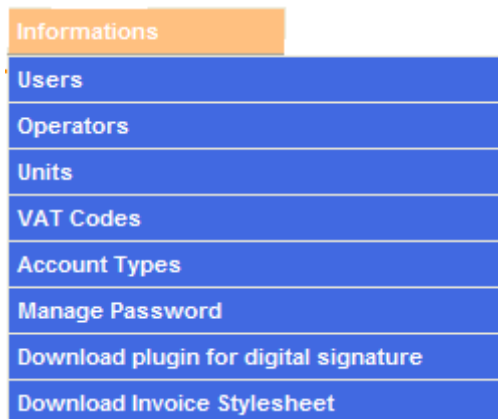 Informations
Users
Operators
Units
VAT Codes
Account Types
Manage Password
Download plugin for digital signature
Download Invoice Stylesheet